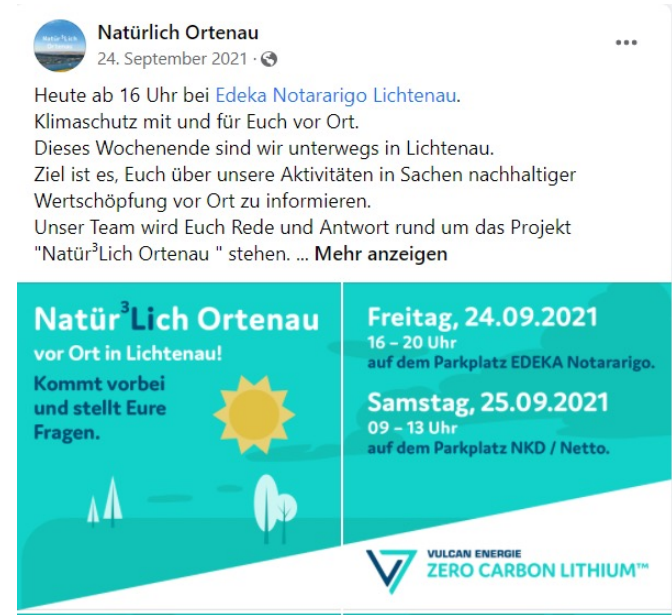 Natürlich Ortenau
24. September 2021 ·
Heute ab 16 Uhr bei Edeka Notararigo Lichtenau.
Klimaschutz mit und für Euch vor Ort.
Dieses Wochenende sind wir unterwegs in Lichtenau.
Ziel ist es, Euch über unsere Aktivitäten in Sachen nachhaltiger
Wertschöpfung vor Ort zu informieren.
Unser Team wird Euch Rede und Antwort rund um das Projekt
"Natür³Lich Ortenau " stehen. ... Mehr anzeigen
Natür³Lich Ortenau
vor Ort in Lichtenau!
Kommt vorbei
und stellt Eure
Fragen.
Freitag, 24.09.2021
16 – 20 Uhr
auf dem Parkplatz EDEKA Notararigo.
Samstag, 25.09.2021
09 – 13 Uhr
auf dem Parkplatz NKD / Netto.
VULCAN ENERGIE
ZERO CARBON LITHIUM™